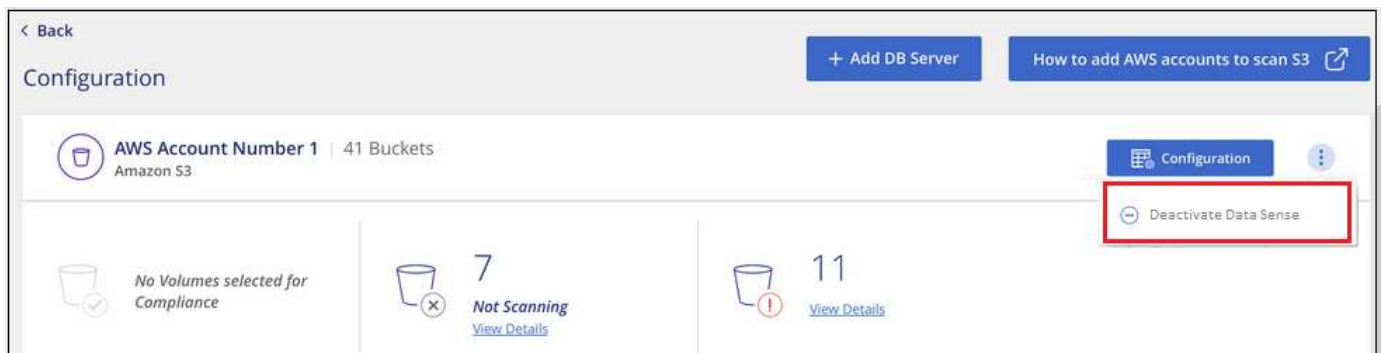 < Back
+ Add DB Server
How to add AWS accounts to scan S3
Configuration
AWS Account Number 1 | 41 Buckets
Amazon S3
Configuration
Deactivate Data Sense
No Volumes selected for
Compliance
7
Not Scanning
View Details
11
View Details